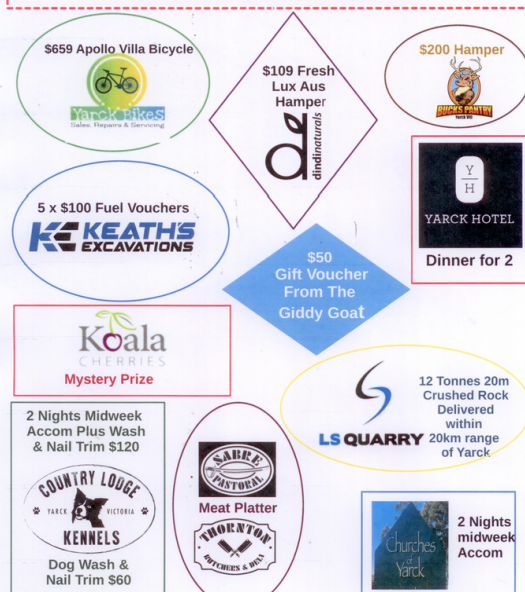 $659 Apollo Villa Bicycle
Yarck Bikes
Sales, Repairs & Servicing
$109 Fresh
Lux Aus
Hamper
dindinaturals
$200 Hamper
BUCKS PANTRY
Yarck VIC
Y
H
YARCK HOTEL
Dinner for 2
5 x $100 Fuel Vouchers
KE KEATH'S
EXCAVATIONS
$50
Gift Voucher
From The
Giddy Goat
Koala
CHERRIES
Mystery Prize
12 Tonnes 20m
Crushed Rock
Delivered
within
20km range
of Yarck
LS QUARRY
2 Nights Midweek
Accom Plus Wash
& Nail Trim $120
COUNTRY LODGE
YARCK VICTORIA
KENNELS
Dog Wash &
Nail Trim $60
SABRE
PASTORAL
Meat Platter
THORNTON
BUTCHERS & DELI
Churches
of
Yarck
2 Nights
midweek
Accom